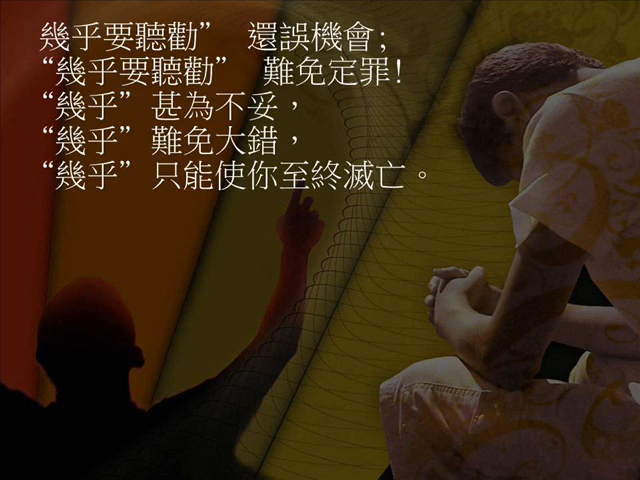 幾乎要聽勸” 還誤機會;
“幾乎要聽勸” 難免定罪!
“幾乎”甚為不妥，
“幾乎”難免大錯，
“幾乎”只能使你至終滅亡。